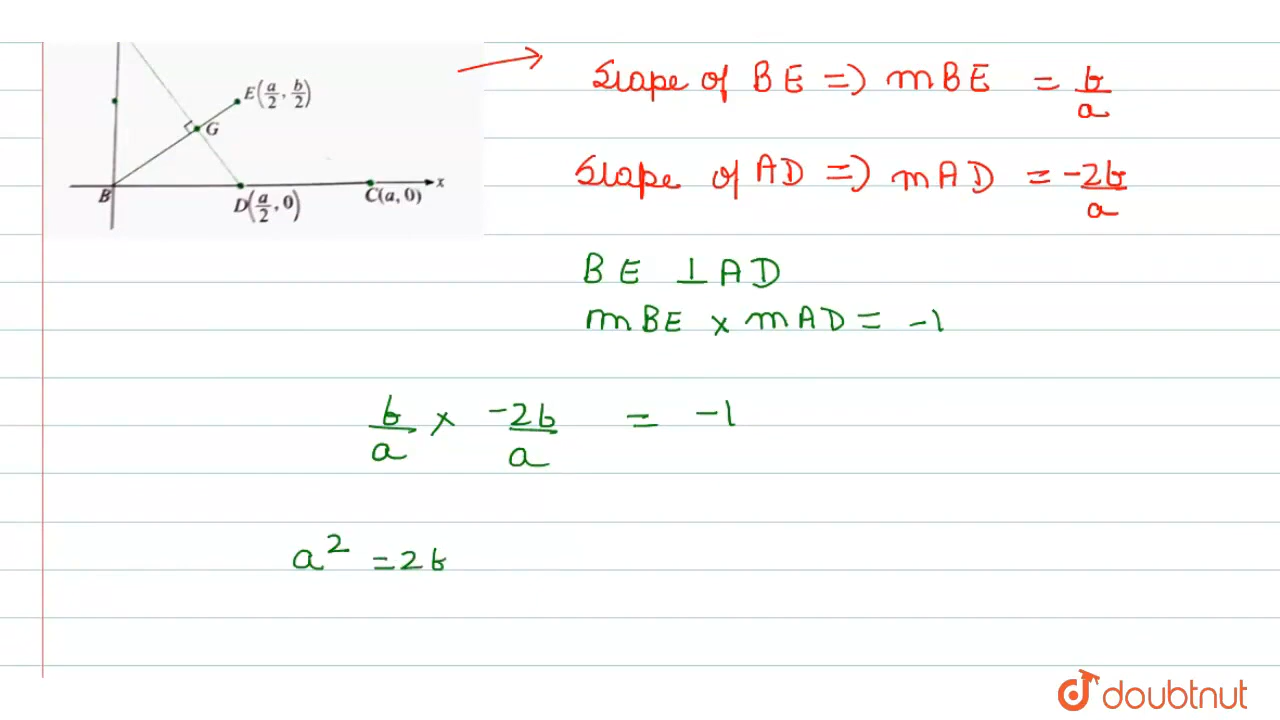 E(a/2, b/2)
G
B
D(a/2, 0)
C(a, 0)
x
Slope of BE => mBE = b/a
Slope of AD => mAD = -2b/a
BE ⊥ AD
mBE × mAD = -1
b/a × -2b/a = -1
a² = 2b
doubtnut